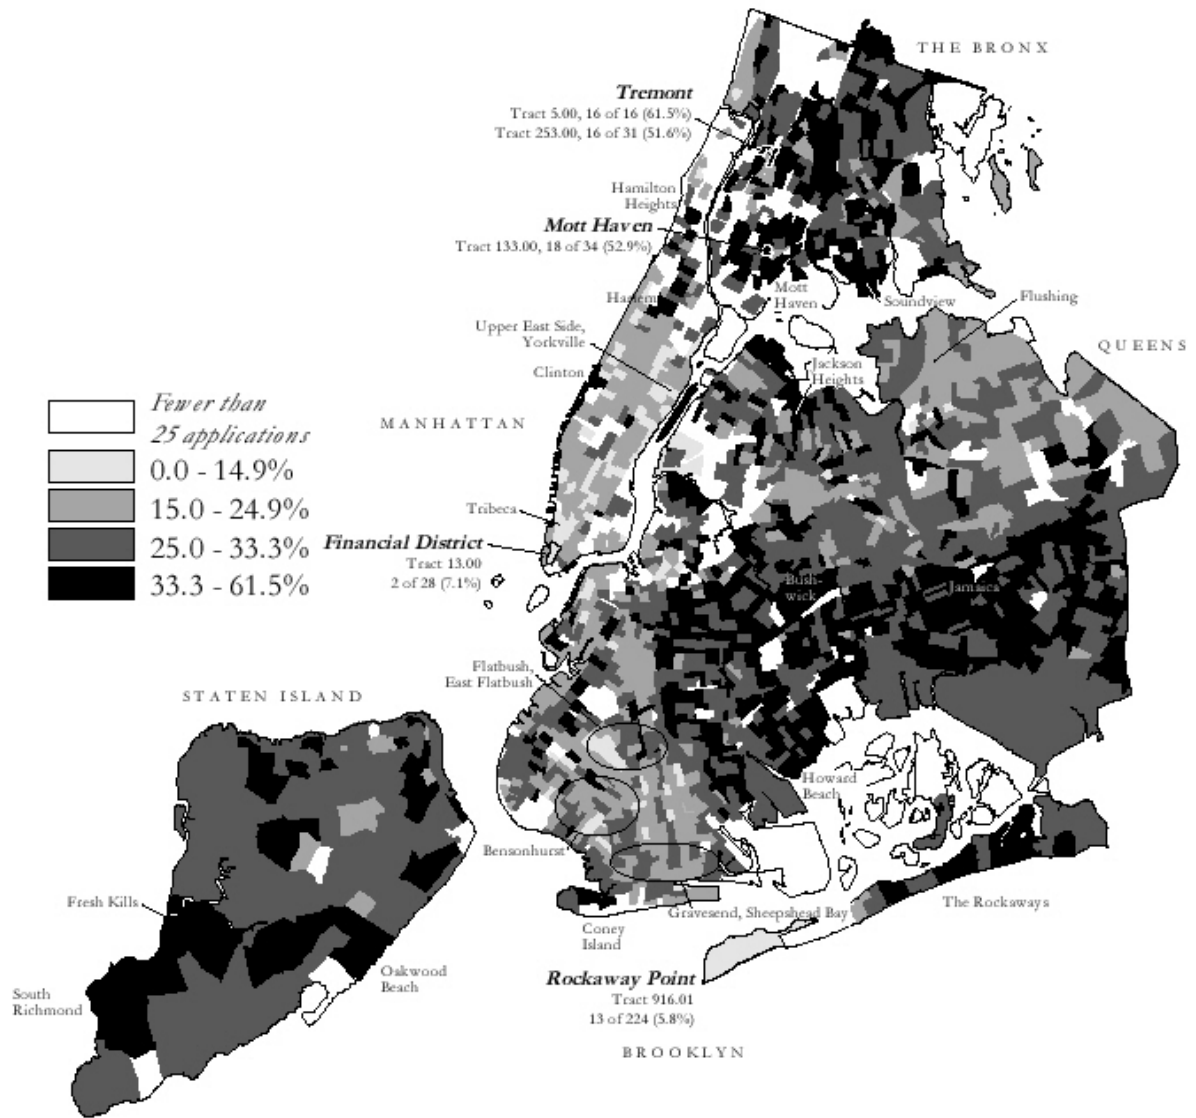 THE BRONX
Tremont
Tract 5.00, 16 of 16 (61.5%)
Tract 253.00, 16 of 31 (51.6%)
Hamilton
Heights
Mott Haven
Tract 133.00, 18 of 34 (52.9%)
Mott
Haven
Soundview
Flushing
Harlem
Upper East Side,
Yorkville
QUEENS
Jackson
Heights
Clinton
MANHATTAN
Fewer than
25 applications
0.0 - 14.9%
15.0 - 24.9%
25.0 - 33.3%
33.3 - 61.5%
Tribeca
Financial District
Tract 13.00
2 of 28 (7.1%)
Bush-
wick
Jamaica
Flatbush,
East Flatbush
STATEN ISLAND
Howard
Beach
Bensonhurst
Fresh Kills
The Rockaways
Gravesend, Sheepshead Bay
Coney
Island
Oakwood
Beach
South
Richmond
Rockaway Point
Tract 916.01
13 of 224 (5.8%)
BROOKLYN